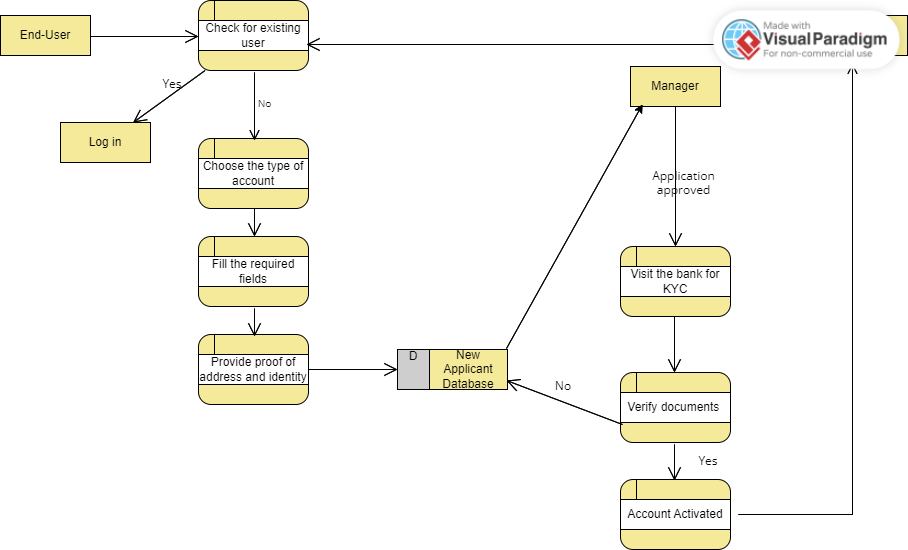 End-User
Check for existing
user
Made with
VisualParadigm
For non-commercial use
Yes
No
Manager
Log in
Choose the type of
account
Application
approved
Fill the required
fields
Visit the bank for
KYC
Provide proof of
address and identity
D
New
Applicant
Database
No
Verify documents
Yes
Account Activated